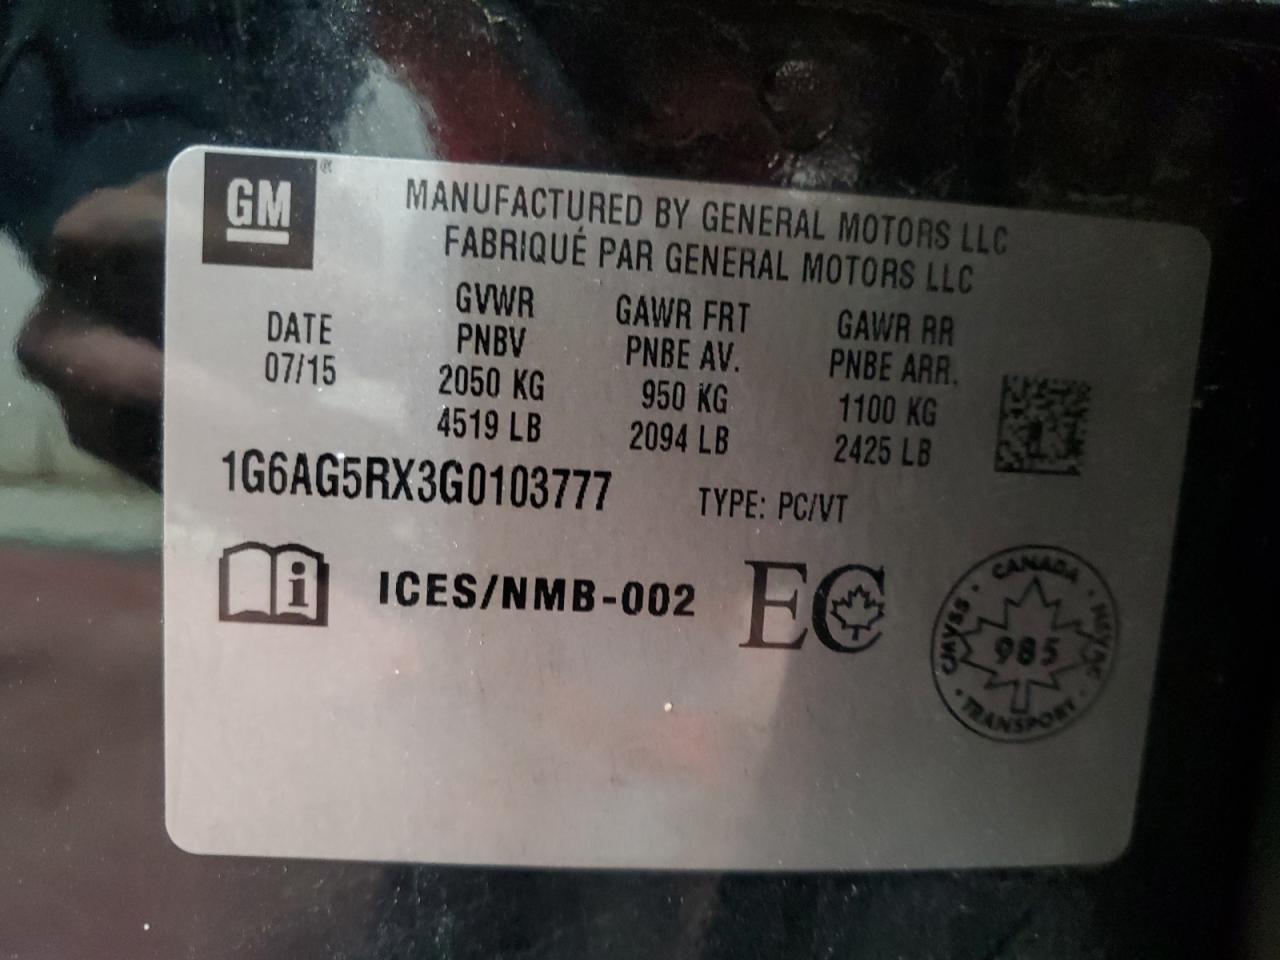 GM
MANUFACTURED BY GENERAL MOTORS LLC
FABRIQUÉ PAR GENERAL MOTORS LLC
DATE
07/15
GVWR
PNBV
2050 KG
4519 LB
GAWR FRT
PNBE AV.
950 KG
2094 LB
GAWR RR
PNBE ARR.
1100 KG
2425 LB
1G6AG5RX3G0103777
TYPE: PC/VT
i
ICES/NMB-002
EC
CANADA
CMVSS
NSVAC
985
TRANSPORT